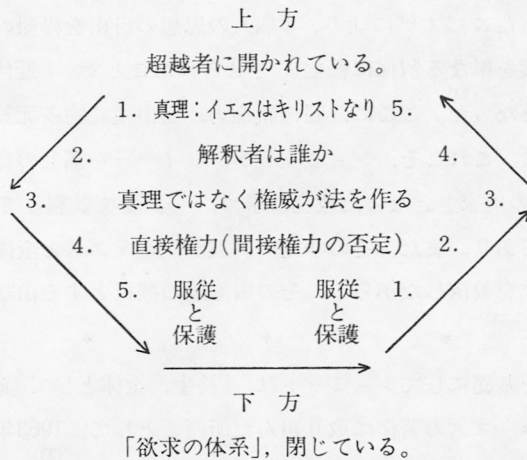 上方
超越者に開かれている。
1. 真理：イエスはキリストなり 5.
2. 解釈者は誰か 4.
3. 真理ではなく権威が法を作る 3.
4. 直接権力(間接権力の否定) 2.
5. 服従と保護 服従と保護 1.
下方
「欲求の体系」，閉じている。